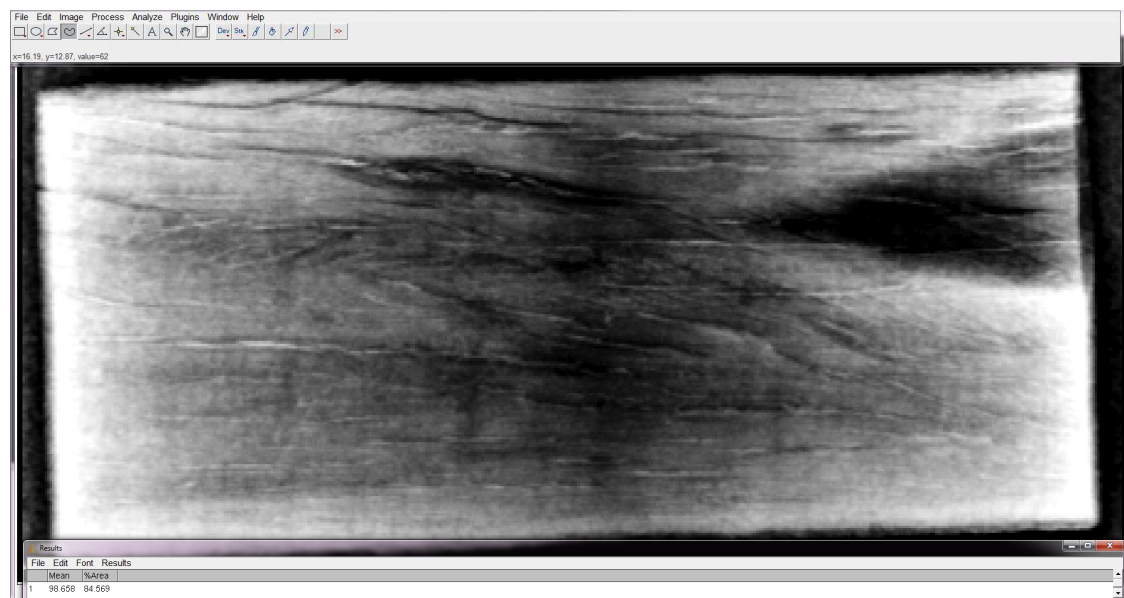 File Edit Image Process Analyze Plugins Window Help
A Dev Stk >>
x=16.19, y=12.87, value=62
Results
File Edit Font Results
Mean %Area
1 98.658 84.569